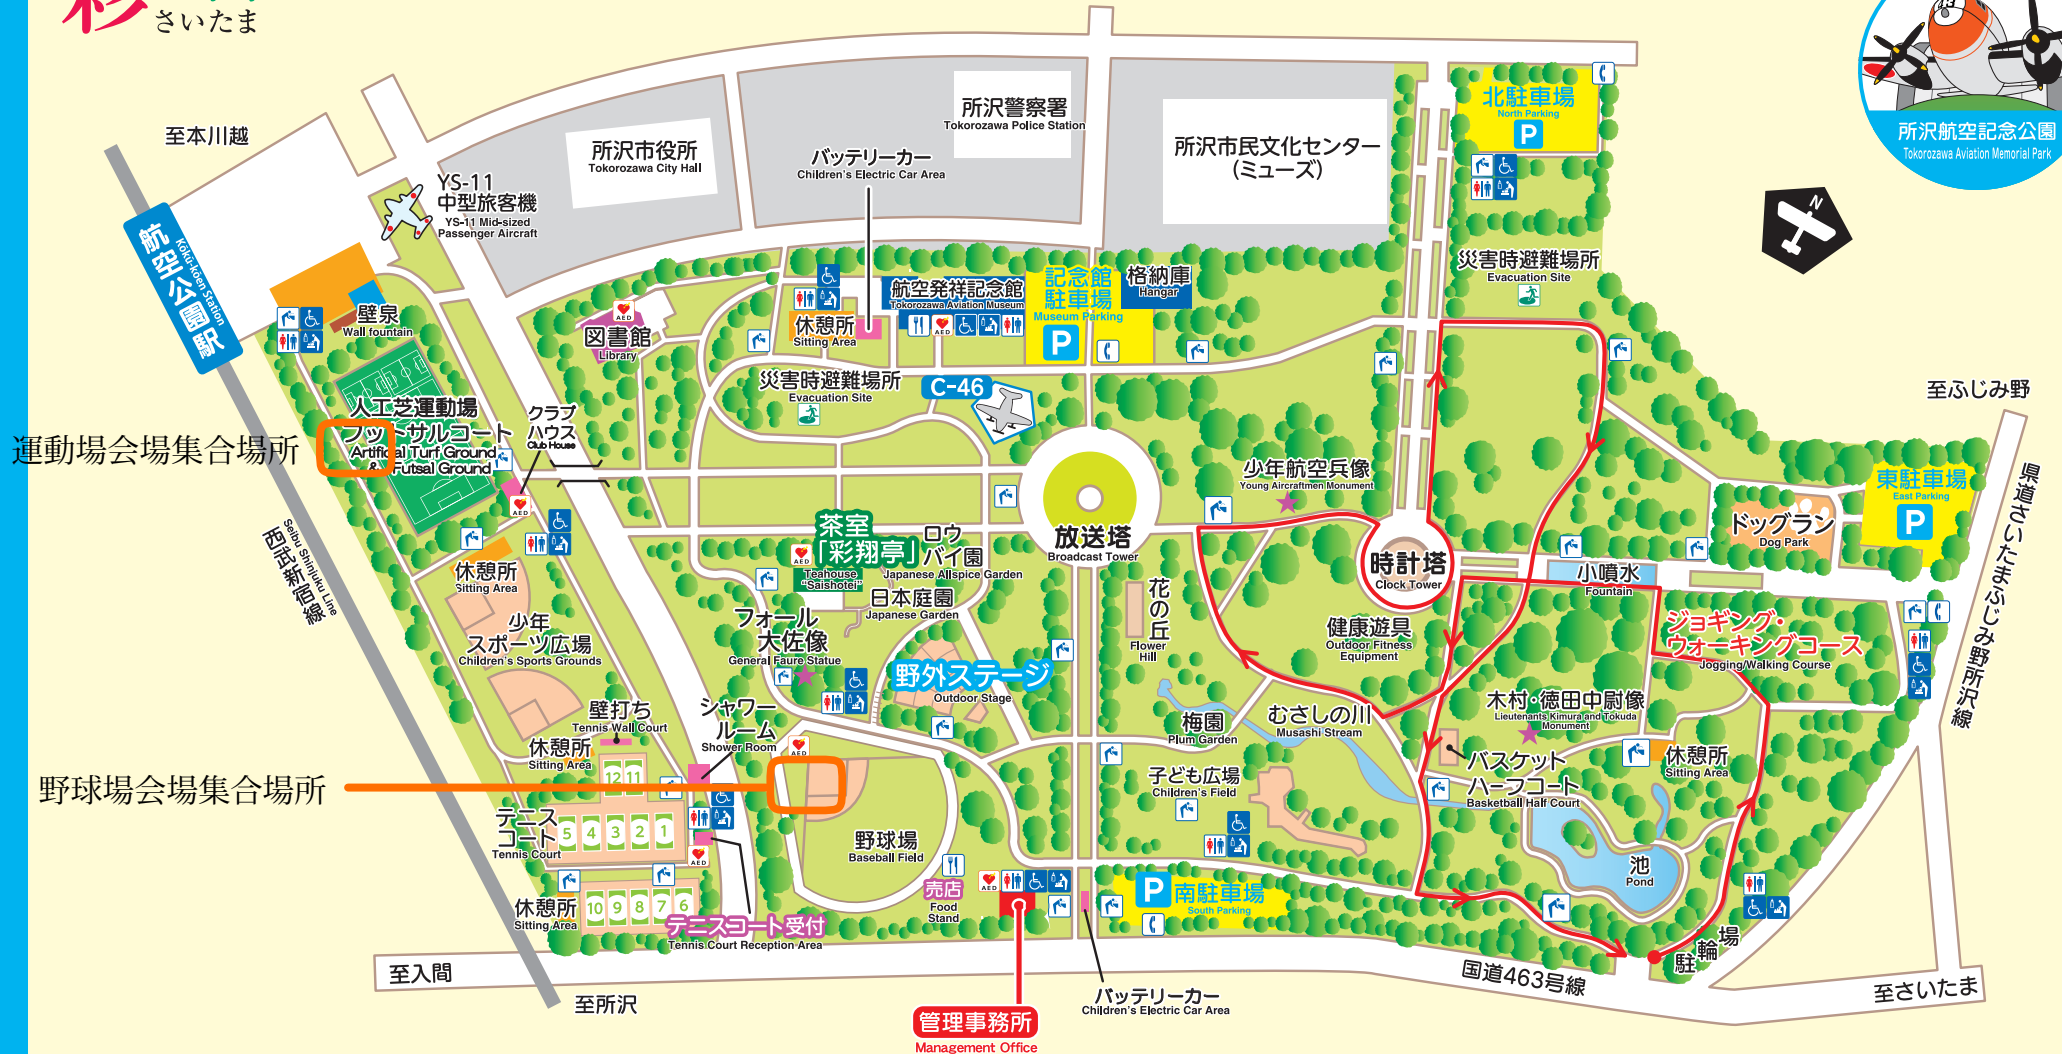 さいたま
至本川越
航空公園駅
Kōkū-kōen Station
YS-11
中型旅客機
YS-11 Mid-sized
Passenger Aircraft
所沢市役所
Tokorozawa City Hall
所沢警察署
Tokorozawa Police Station
バッテリーカー
Children's Electric Car Area
所沢市民文化センター
(ミューズ)
北駐車場
North Parking
P
所沢航空記念公園
Tokorozawa Aviation Memorial Park
N
災害時避難場所
Evacuation Site
壁泉
Wall fountain
図書館
Library
AED
休憩所
Sitting Area
航空発祥記念館
Tokorozawa Aviation Museum
AED
記念館
駐車場
Museum Parking
P
格納庫
Hangar
災害時避難場所
Evacuation Site
C-46
人工芝運動場
フットサルコート
Artificial Turf Ground
& Futsal Ground
クラブ
ハウス
Club House
AED
運動場会場集合場所
至ふじみ野
東駐車場
East Parking
P
ドッグラン
Dog Park
県道さいたまふじみ野所沢線
少年航空兵像
Young Aircraftmen Monument
放送塔
Broadcast Tower
時計塔
Clock Tower
小噴水
Fountain
茶室
「彩翔亭」
Teahouse
"Saishotei"
AED
ロウ
バイ園
Japanese Allspice Garden
日本庭園
Japanese Garden
西武新宿線
Seibu Shinjuku Line
休憩所
Sitting Area
少年
スポーツ広場
Children's Sports Grounds
フォール
大佐像
General Faure Statue
野外ステージ
Outdoor Stage
花の丘
Flower
Hill
健康遊具
Outdoor Fitness
Equipment
ジョギング・
ウォーキングコース
Jogging/Walking Course
木村・徳田中尉像
Lieutenants Kimura and Tokuda
Monument
梅園
Plum Garden
むさしの川
Musashi Stream
壁打ち
Tennis Wall Court
シャワー
ルーム
Shower Room
AED
休憩所
Sitting Area
12 11
野球場会場集合場所
テニス
コート
Tennis Court
5 4 3 2 1
AED
野球場
Baseball Field
子ども広場
Children's Field
バスケット
ハーフコート
Basketball Half Court
休憩所
Sitting Area
池
Pond
休憩所
Sitting Area
10 9 8 7 6
テニスコート受付
Tennis Court Reception Area
売店
Food
Stand
AED
P
南駐車場
South Parking
駐輪場
国道463号線
至入間
至所沢
管理事務所
Management Office
バッテリーカー
Children's Electric Car Area
至さいたま